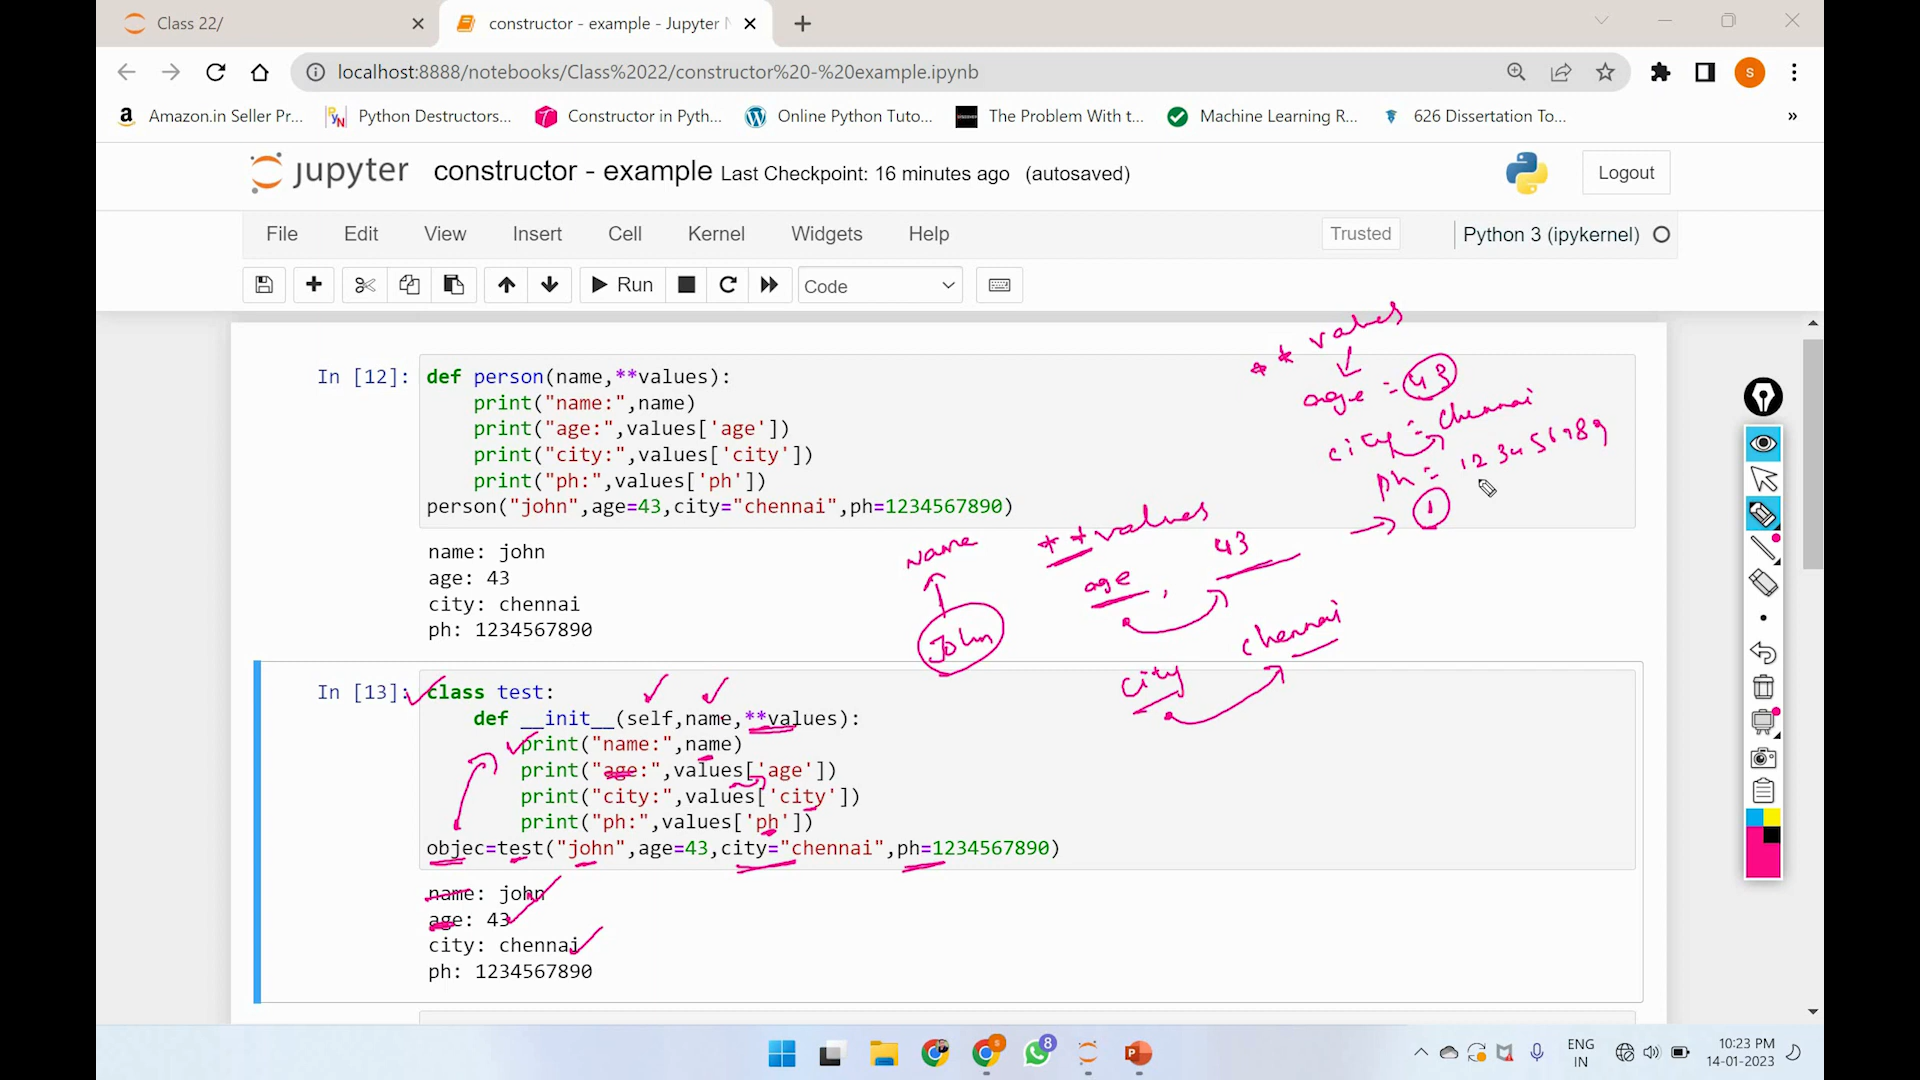 Class 22/
constructor - example - Jupyter N
localhost:8888/notebooks/Class%2022/constructor%20-%20example.ipynb
s
Amazon.in Seller Pr...
Python Destructors...
Constructor in Pyth...
Online Python Tuto...
The Problem With t...
Machine Learning R...
626 Dissertation To...
»
jupyter constructor - example Last Checkpoint: 16 minutes ago (autosaved)
Logout
File Edit View Insert Cell Kernel Widgets Help
Trusted
Python 3 (ipykernel)
Run
Code
** values
age = 43
city = chennai
ph = 123456789
1
In [12]: def person(name,**values):
print("name:",name)
print("age:",values['age'])
print("city:",values['city'])
print("ph:",values['ph'])
person("john",age=43,city="chennai",ph=1234567890)
name: john
age: 43
city: chennai
ph: 1234567890
Name
John
**values
age , 43
city chennai
In [13]: class test:
def __init__(self,name,**values):
print("name:",name)
print("age:",values['age'])
print("city:",values['city'])
print("ph:",values['ph'])
objec=test("john",age=43,city="chennai",ph=1234567890)
name: john
age: 43
city: chennai
ph: 1234567890
8
s
ENG
IN
10:23 PM
14-01-2023